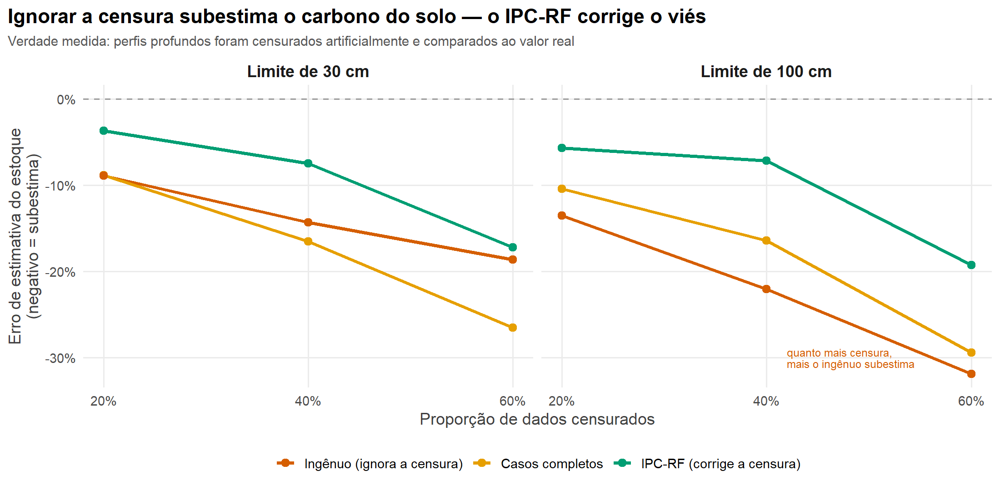 Ignorar a censura subestima o carbono do solo — o IPC-RF corrige o viés
Verdade medida: perfis profundos foram censurados artificialmente e comparados ao valor real
Limite de 30 cm
Limite de 100 cm
Erro de estimativa do estoque
(negativo = subestima)
0%
-10%
-20%
-30%
quanto mais censura,
mais o ingênuo subestima
20%
40%
60%
20%
40%
60%
Proporção de dados censurados
Ingênuo (ignora a censura)
Casos completos
IPC-RF (corrige a censura)